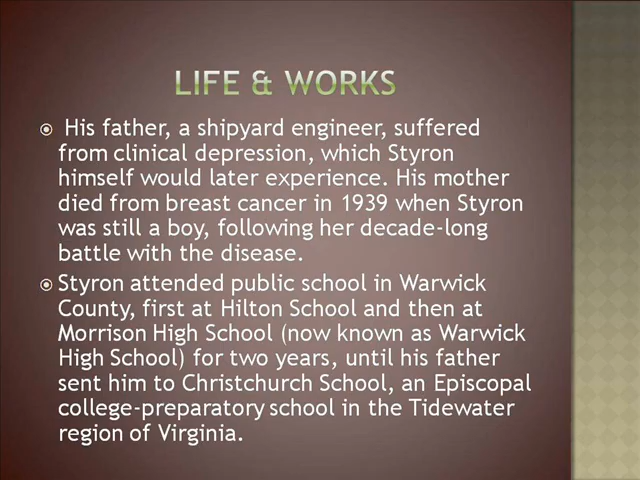 LIFE & WORKS
His father, a shipyard engineer, suffered
from clinical depression, which Styron
himself would later experience. His mother
died from breast cancer in 1939 when Styron
was still a boy, following her decade-long
battle with the disease.
Styron attended public school in Warwick
County, first at Hilton School and then at
Morrison High School (now known as Warwick
High School) for two years, until his father
sent him to Christchurch School, an Episcopal
college-preparatory school in the Tidewater
region of Virginia.